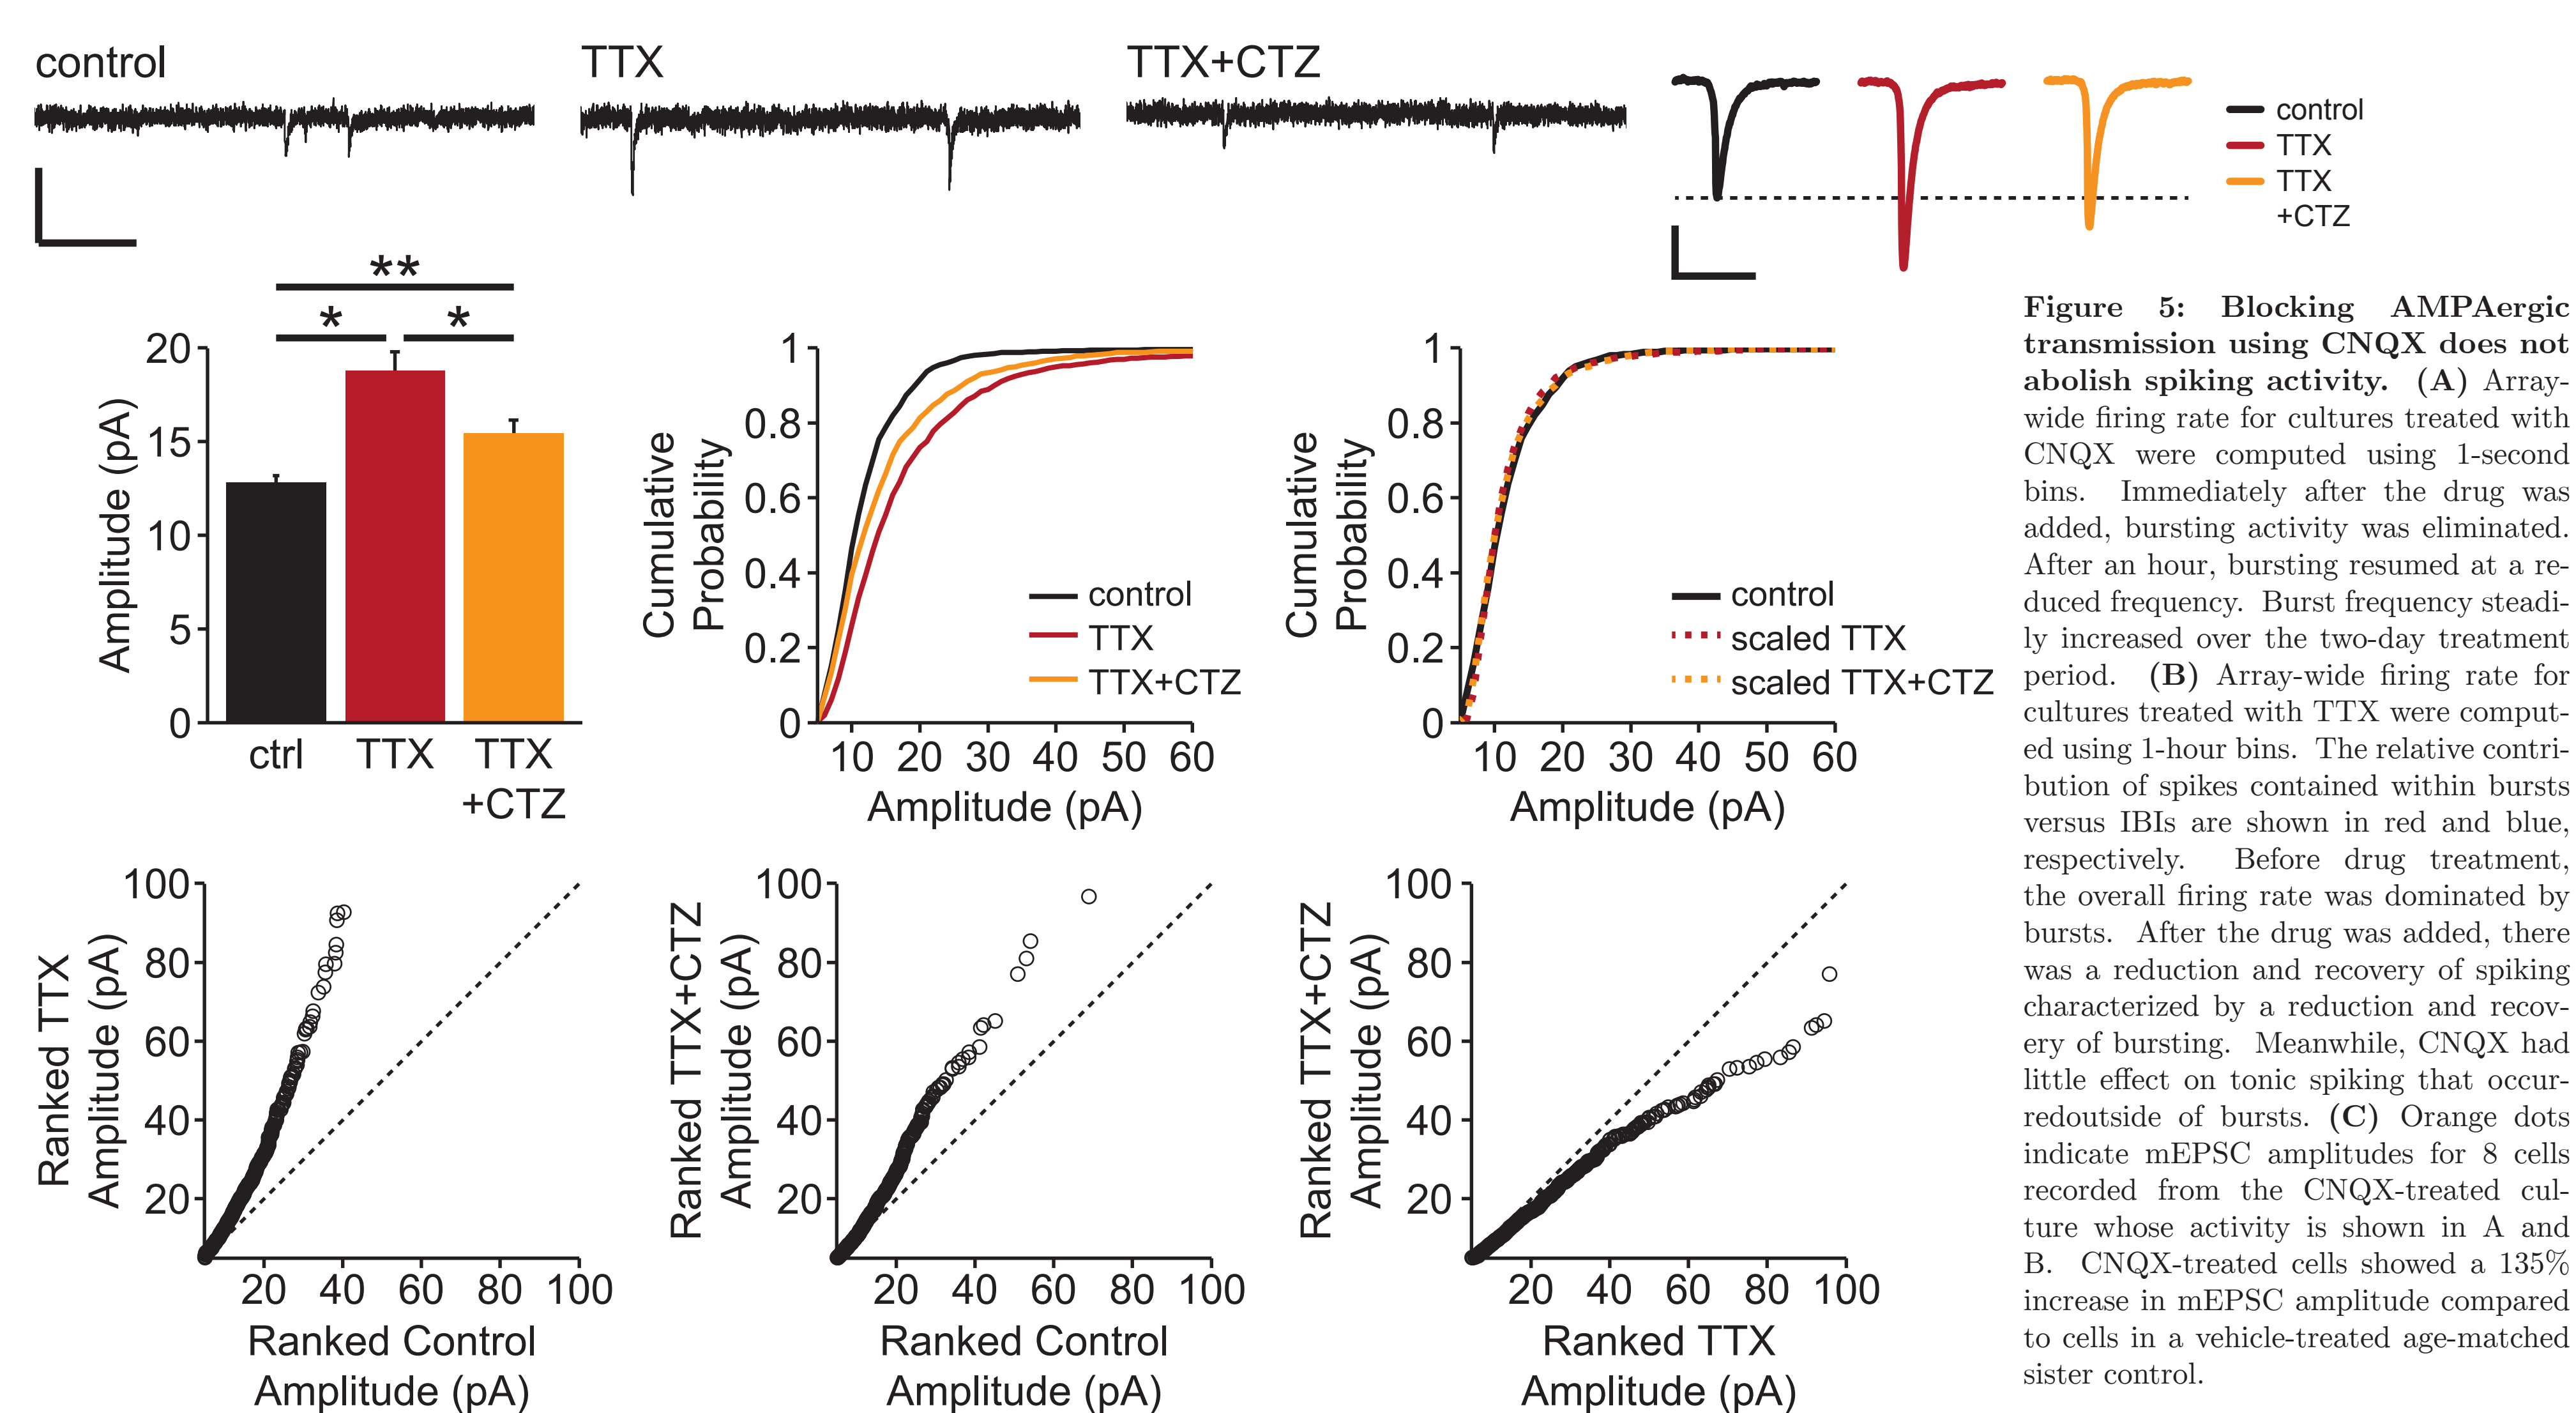 control
TTX
TTX+CTZ
control
TTX
TTX
+CTZ
**
*
*
20
15
10
5
0
Amplitude (pA)
ctrl
TTX
TTX
+CTZ
1
0.8
0.6
0.4
0.2
0
Cumulative
Probability
control
TTX
TTX+CTZ
10 20 30 40 50 60
Amplitude (pA)
1
0.8
0.6
0.4
0.2
0
Cumulative
Probability
control
scaled TTX
scaled TTX+CTZ
10 20 30 40 50 60
Amplitude (pA)
100
80
60
40
20
Ranked TTX
Amplitude (pA)
20 40 60 80 100
Ranked Control
Amplitude (pA)
100
80
60
40
20
Ranked TTX+CTZ
Amplitude (pA)
20 40 60 80 100
Ranked Control
Amplitude (pA)
100
80
60
40
20
Ranked TTX+CTZ
Amplitude (pA)
20 40 60 80 100
Ranked TTX
Amplitude (pA)
Figure 5: Blocking AMPAergic
transmission using CNQX does not
abolish spiking activity. (A) Array-
wide firing rate for cultures treated with
CNQX were computed using 1-second
bins. Immediately after the drug was
added, bursting activity was eliminated.
After an hour, bursting resumed at a re-
duced frequency. Burst frequency steadi-
ly increased over the two-day treatment
period. (B) Array-wide firing rate for
cultures treated with TTX were comput-
ed using 1-hour bins. The relative contri-
bution of spikes contained within bursts
versus IBIs are shown in red and blue,
respectively. Before drug treatment,
the overall firing rate was dominated by
bursts. After the drug was added, there
was a reduction and recovery of spiking
characterized by a reduction and recov-
ery of bursting. Meanwhile, CNQX had
little effect on tonic spiking that occur-
redoutside of bursts. (C) Orange dots
indicate mEPSC amplitudes for 8 cells
recorded from the CNQX-treated cul-
ture whose activity is shown in A and
B. CNQX-treated cells showed a 135%
increase in mEPSC amplitude compared
to cells in a vehicle-treated age-matched
sister control.